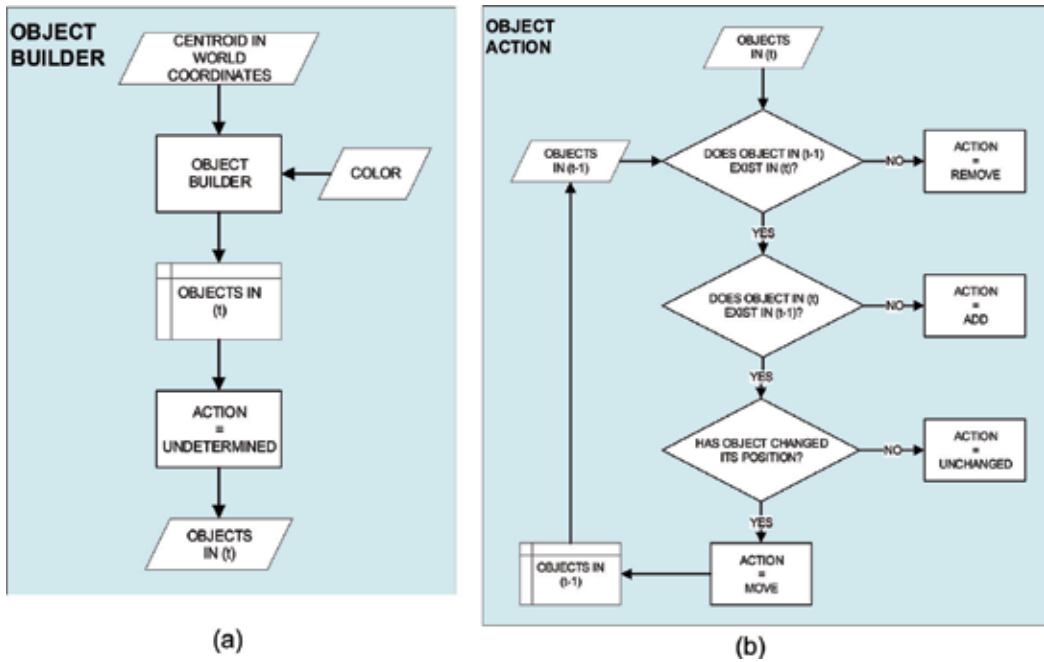 OBJECT
BUILDER
CENTROID IN
WORLD
COORDINATES
OBJECT
BUILDER
COLOR
OBJECTS IN
(t)
ACTION
=
UNDETERMINED
OBJECTS
IN (t)
(a)
OBJECT
ACTION
OBJECTS
IN (t)
OBJECTS
IN (t-1)
DOES OBJECT IN (t-1)
EXIST IN (t)?
NO
ACTION
=
REMOVE
YES
DOES OBJECT IN (t)
EXIST IN (t-1)?
NO
ACTION
=
ADD
YES
HAS OBJECT CHANGED
ITS POSITION?
NO
ACTION
=
UNCHANGED
YES
OBJECTS IN
(t-1)
ACTION
=
MOVE
(b)